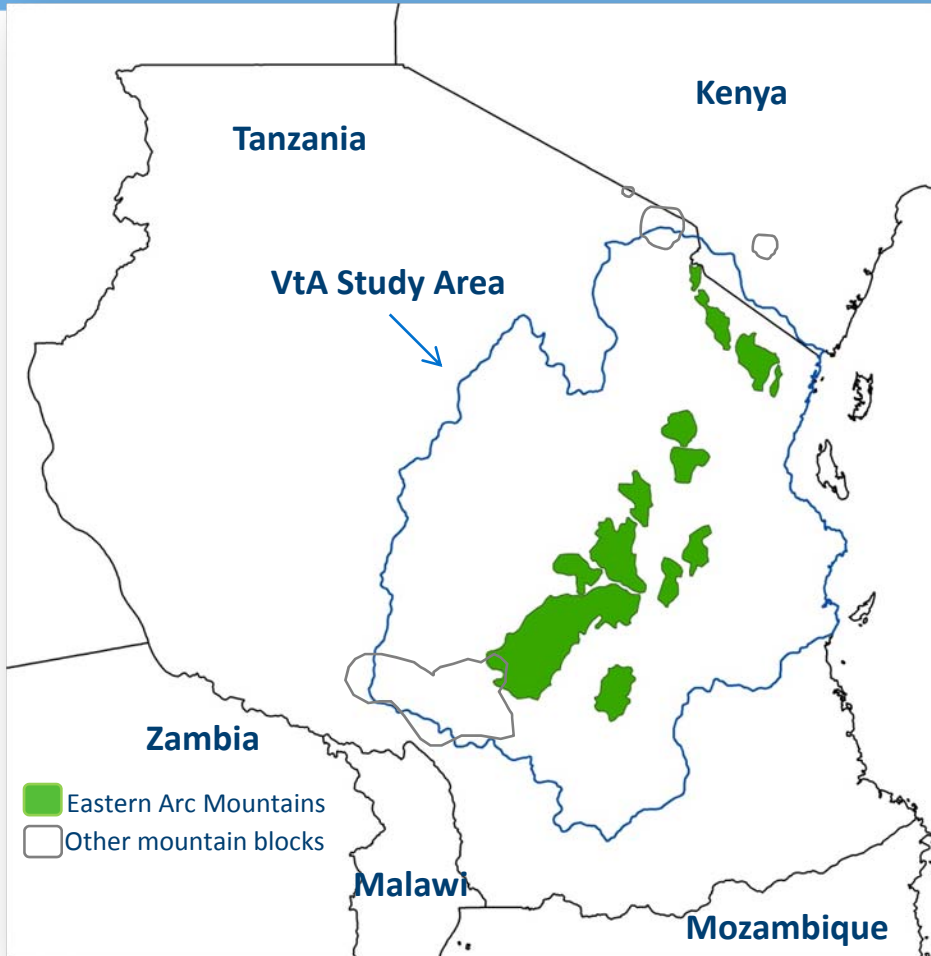 Kenya
Tanzania
VtA Study Area
Zambia
Eastern Arc Mountains
Other mountain blocks
Malawi
Mozambique